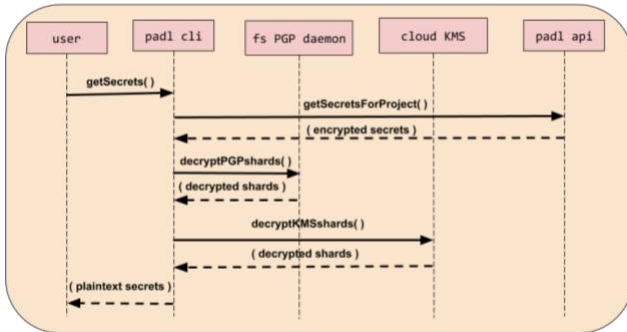 user
padl cli
fs PGP daemon
cloud KMS
padl api
getSecrets( )
getSecretsForProject( )
( encrypted secrets )
decryptPGPshards( )
( decrypted shards )
decryptKMSshards( )
( decrypted shards )
( plaintext secrets )